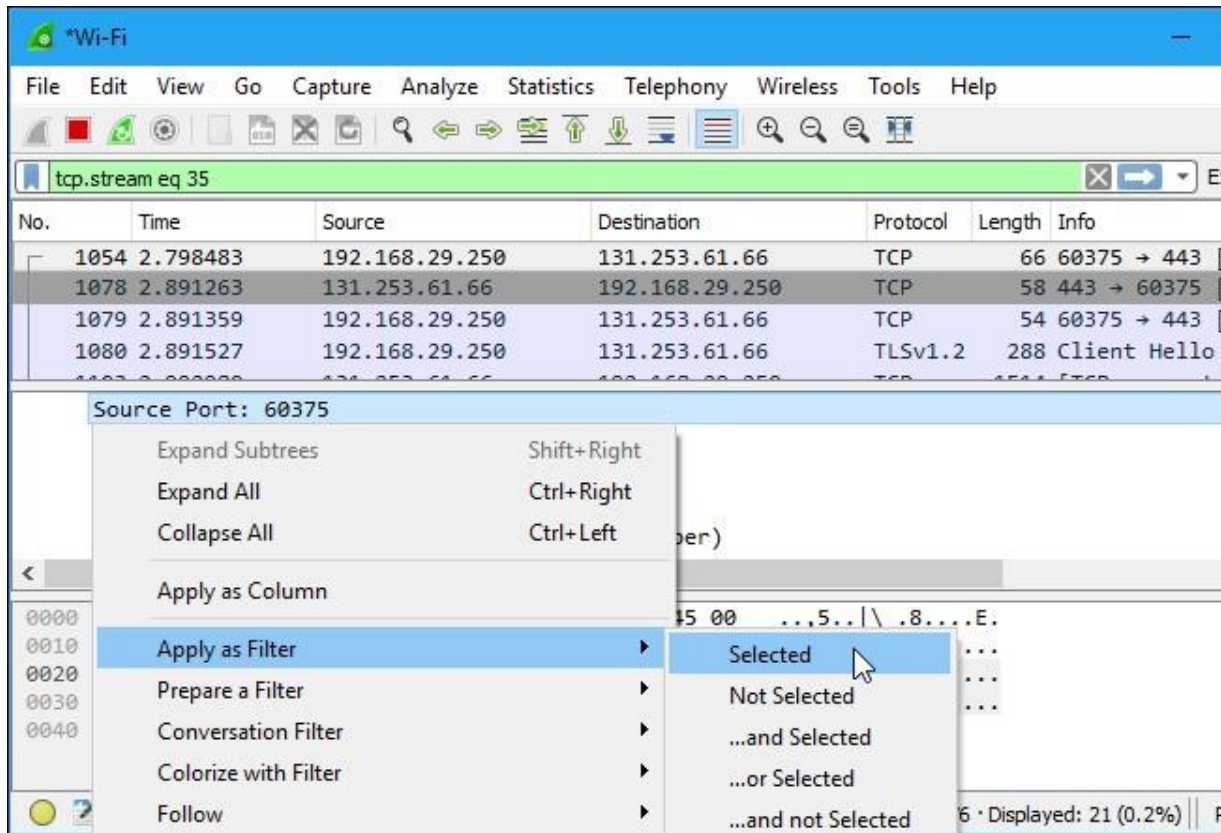 *Wi-Fi
File Edit View Go Capture Analyze Statistics Telephony Wireless Tools Help
tcp.stream eq 35
No. Time Source Destination Protocol Length Info
1054 2.798483 192.168.29.250 131.253.61.66 TCP 66 60375 → 443 [
1078 2.891263 131.253.61.66 192.168.29.250 TCP 58 443 → 60375 [
1079 2.891359 192.168.29.250 131.253.61.66 TCP 54 60375 → 443 [
1080 2.891527 192.168.29.250 131.253.61.66 TLSv1.2 288 Client Hello
Source Port: 60375
Expand Subtrees Shift+Right
Expand All Ctrl+Right
Collapse All Ctrl+Left
ber)
Apply as Column
0000 45 00 ..,5..|\ .8....E.
0010 Apply as Filter Selected ...
0020 ...
Prepare a Filter Not Selected
0030 ...
0040 Conversation Filter ...and Selected
Colorize with Filter ...or Selected
Follow ...and not Selected 6 · Displayed: 21 (0.2%)